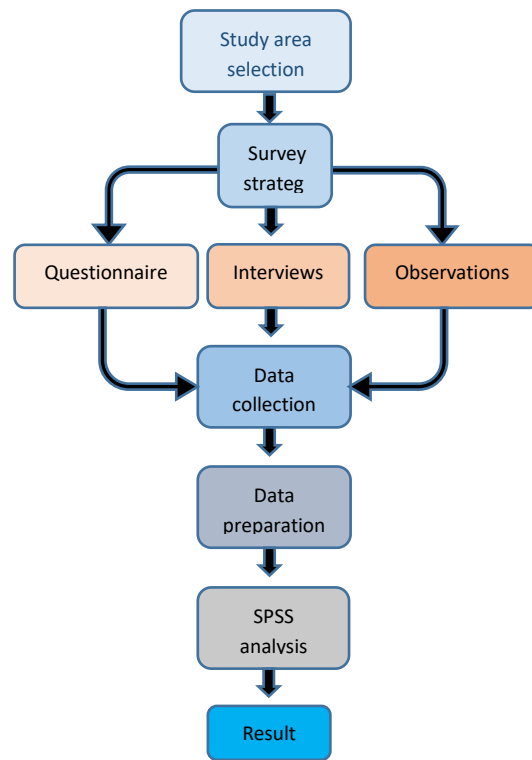 Study area
selection
Survey
strateg
Questionnaire
Interviews
Observations
Data
collection
Data
preparation
SPSS
analysis
Result